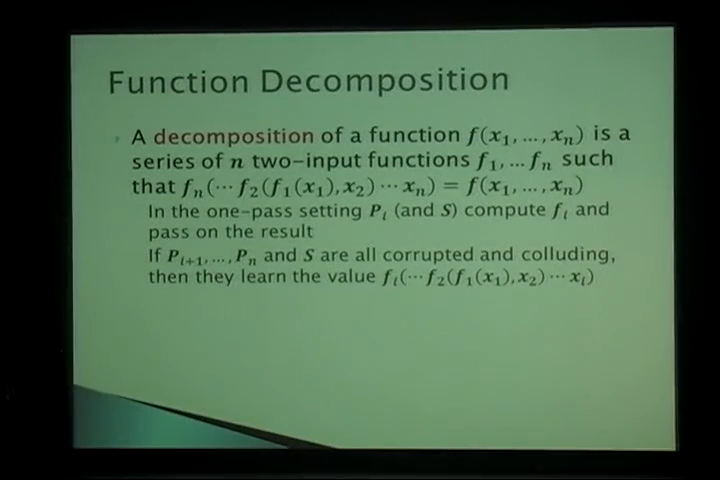 Function Decomposition
A decomposition of a function f(x₁, …, xₙ) is a
series of n two-input functions f₁, … fₙ such
that fₙ(⋯ f₂(f₁(x₁), x₂) ⋯ xₙ) = f(x₁, …, xₙ)
In the one-pass setting Pᵢ (and S) compute fᵢ and
pass on the result
If Pᵢ₊₁, …, Pₙ and S are all corrupted and colluding,
then they learn the value fᵢ(⋯ f₂(f₁(x₁), x₂) ⋯ xᵢ)